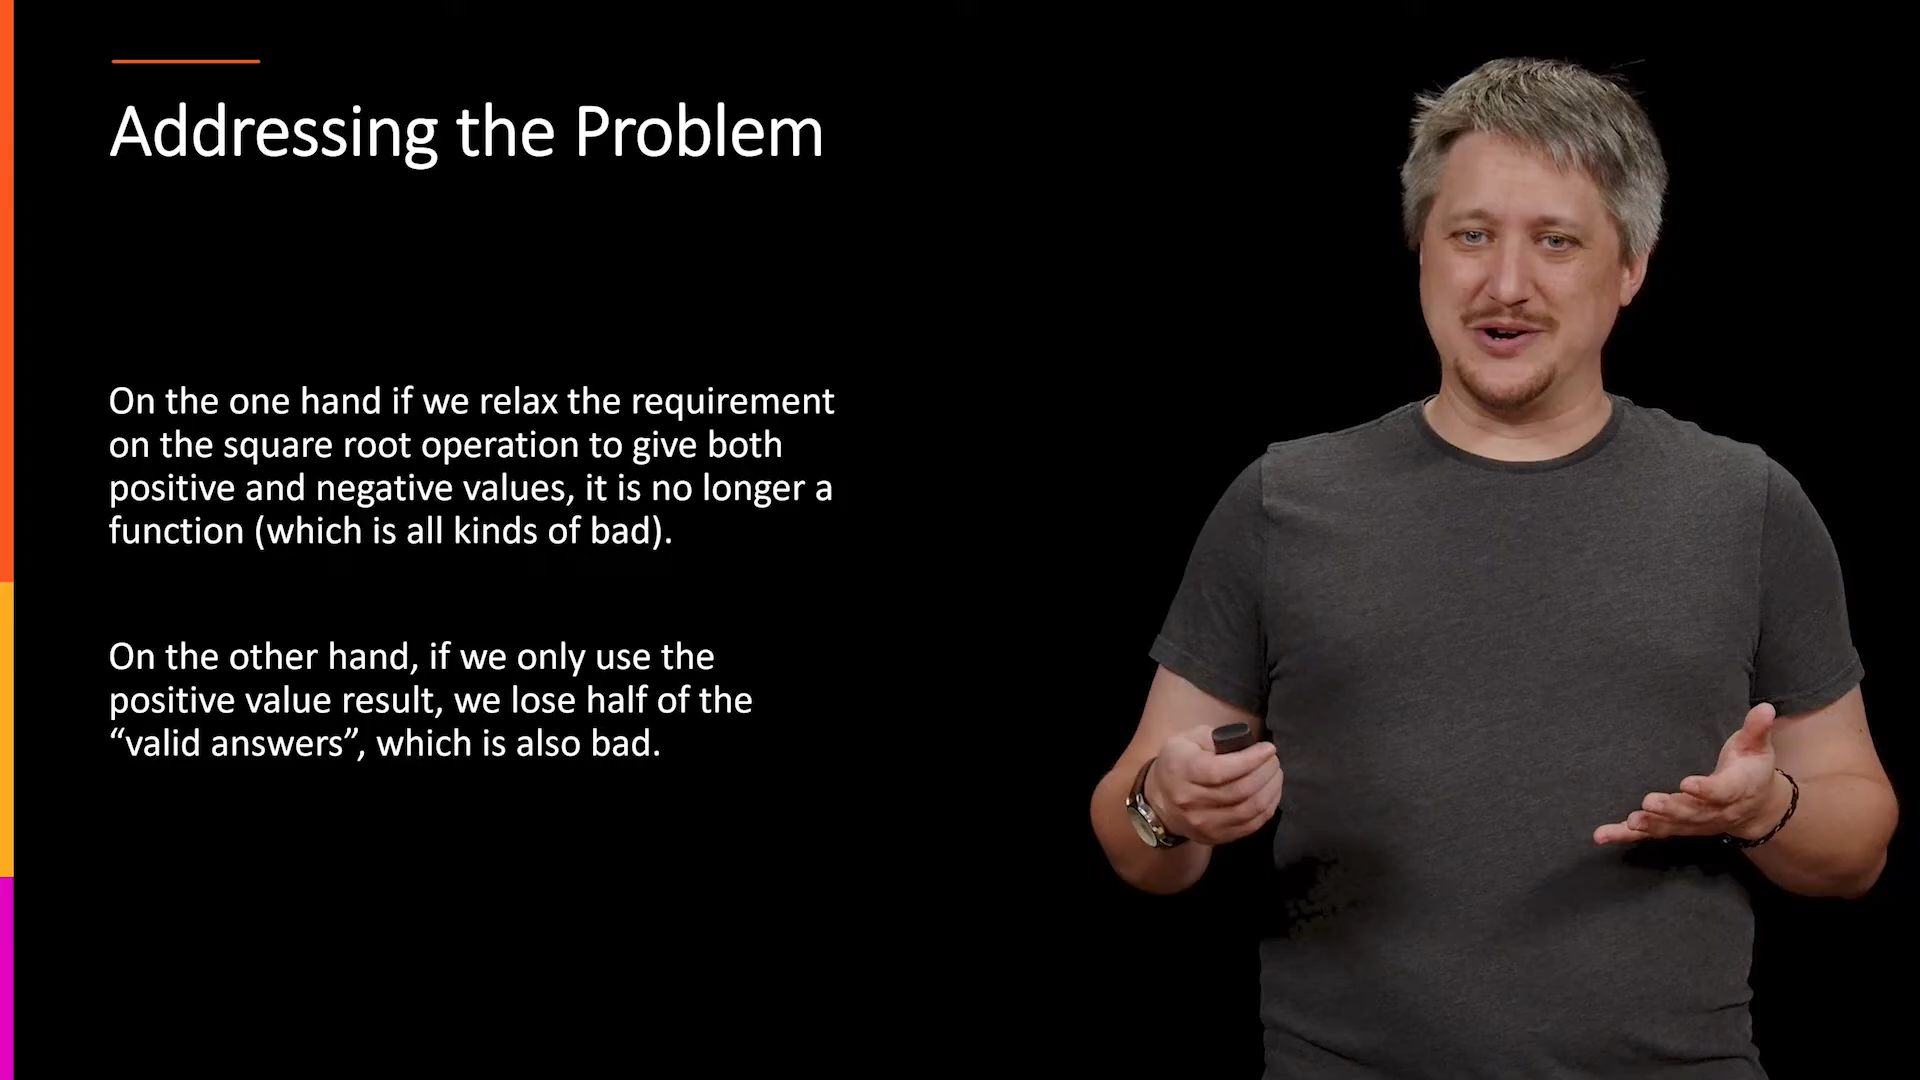 Addressing the Problem
On the one hand if we relax the requirement
on the square root operation to give both
positive and negative values, it is no longer a
function (which is all kinds of bad).
On the other hand, if we only use the
positive value result, we lose half of the
“valid answers”, which is also bad.